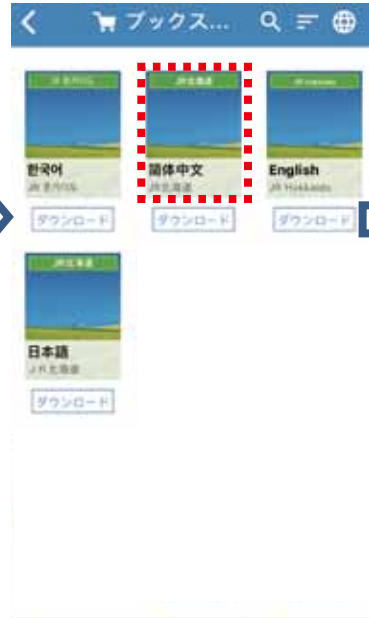 ブックス...
JR北海道
JR Hokkaido
한국어
简体中文
English
JR 홋카이도
JR北海道
JR Hokkaido
ダウンロード
ダウンロード
ダウンロード
JR北海道
日本語
JR北海道
ダウンロード